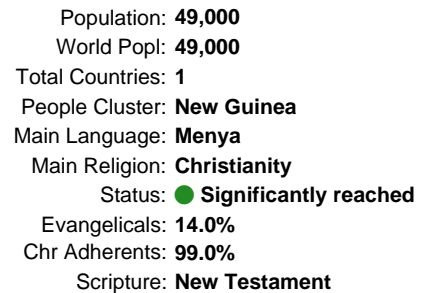 Population: 49,000
World Popl: 49,000
Total Countries: 1
People Cluster: New Guinea
Main Language: Menya
Main Religion: Christianity
Status: Significantly reached
Evangelicals: 14.0%
Chr Adherents: 99.0%
Scripture: New Testament